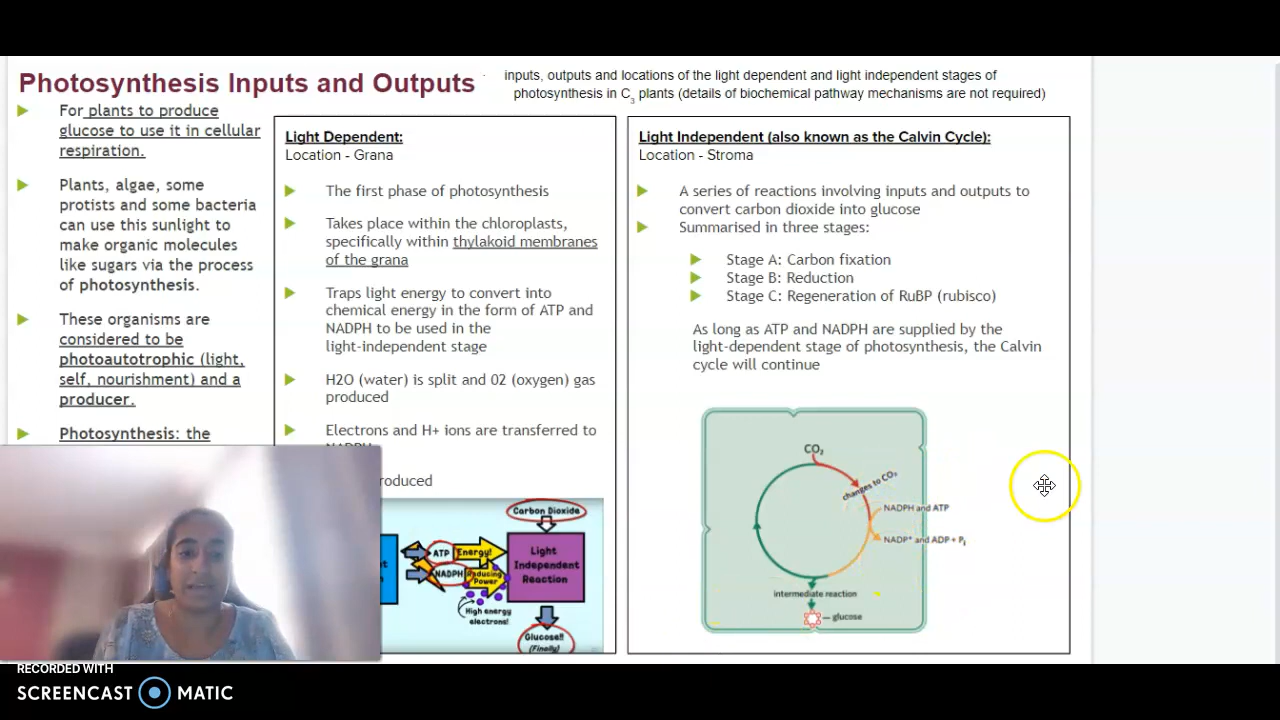 Photosynthesis Inputs and Outputs
inputs, outputs and locations of the light dependent and light independent stages of
photosynthesis in C3 plants (details of biochemical pathway mechanisms are not required)
For plants to produce
glucose to use it in cellular
respiration.
Plants, algae, some
protists and some bacteria
can use this sunlight to
make organic molecules
like sugars via the process
of photosynthesis.
These organisms are
considered to be
photoautotrophic (light,
self, nourishment) and a
producer.
Photosynthesis: the
Light Dependent:
Location - Grana
The first phase of photosynthesis
Takes place within the chloroplasts,
specifically within thylakoid membranes
of the grana
Traps light energy to convert into
chemical energy in the form of ATP and
NADPH to be used in the
light-independent stage
H2O (water) is split and 02 (oxygen) gas
produced
Electrons and H+ ions are transferred to
NADPH
roduced
Carbon Dioxide
ATP
Energy!
NADPH
Reducing
Power
High energy
electrons!
Light
Independent
Reaction
Glucose!!
(Finally)
Light Independent (also known as the Calvin Cycle):
Location - Stroma
A series of reactions involving inputs and outputs to
convert carbon dioxide into glucose
Summarised in three stages:
Stage A: Carbon fixation
Stage B: Reduction
Stage C: Regeneration of RuBP (rubisco)
As long as ATP and NADPH are supplied by the
light-dependent stage of photosynthesis, the Calvin
cycle will continue
CO2
changes to CO2
NADPH and ATP
NADP+ and ADP + Pi
intermediate reaction
glucose
RECORDED WITH
SCREENCAST MATIC